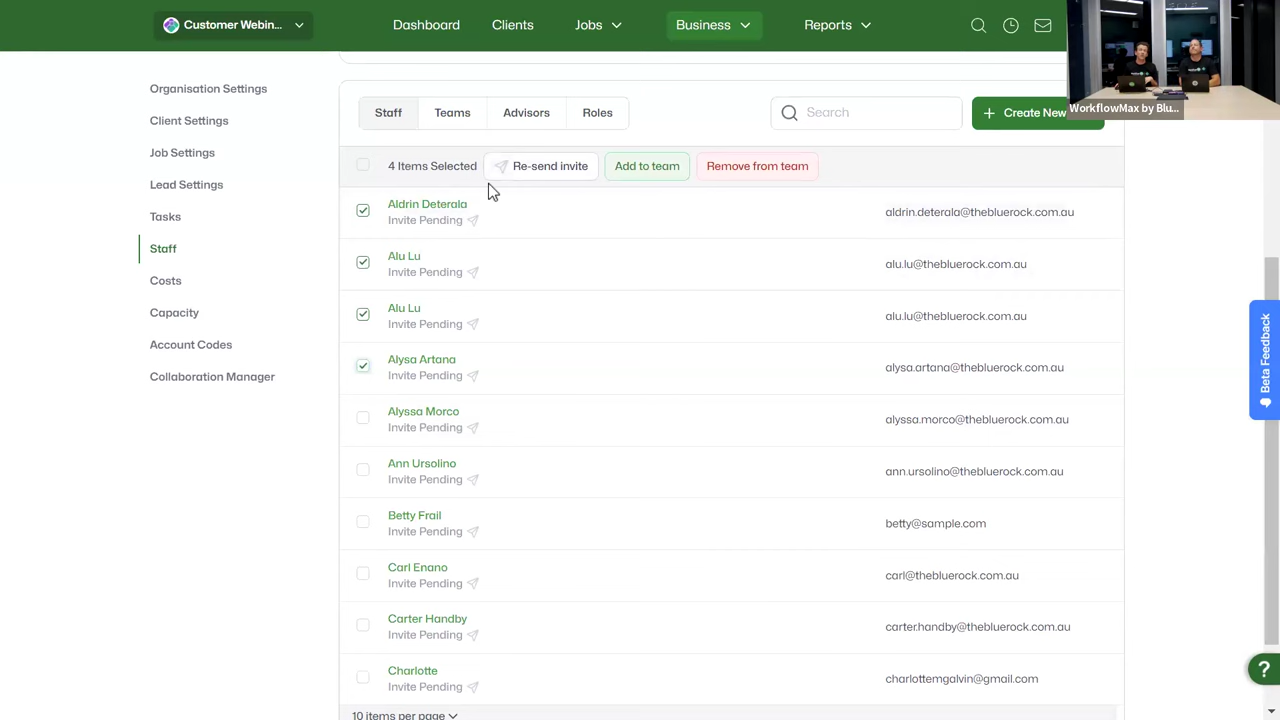 Customer Webin...
Dashboard
Clients
Jobs
Business
Reports
WorkflowMax by Blu...
Organisation Settings
Client Settings
Job Settings
Lead Settings
Tasks
Staff
Costs
Capacity
Account Codes
Collaboration Manager
Staff
Teams
Advisors
Roles
Search
+ Create New
4 Items Selected
Re-send invite
Add to team
Remove from team
Aldrin Deterala
Invite Pending
aldrin.deterala@thebluerock.com.au
Alu Lu
Invite Pending
alu.lu@thebluerock.com.au
Alu Lu
Invite Pending
alu.lu@thebluerock.com.au
Alysa Artana
Invite Pending
alysa.artana@thebluerock.com.au
Alyssa Morco
Invite Pending
alyssa.morco@thebluerock.com.au
Ann Ursolino
Invite Pending
ann.ursolino@thebluerock.com.au
Betty Frail
Invite Pending
betty@sample.com
Carl Enano
Invite Pending
carl@thebluerock.com.au
Carter Handby
Invite Pending
carter.handby@thebluerock.com.au
Charlotte
Invite Pending
charlottemgalvin@gmail.com
10 items per page
Beta Feedback
?